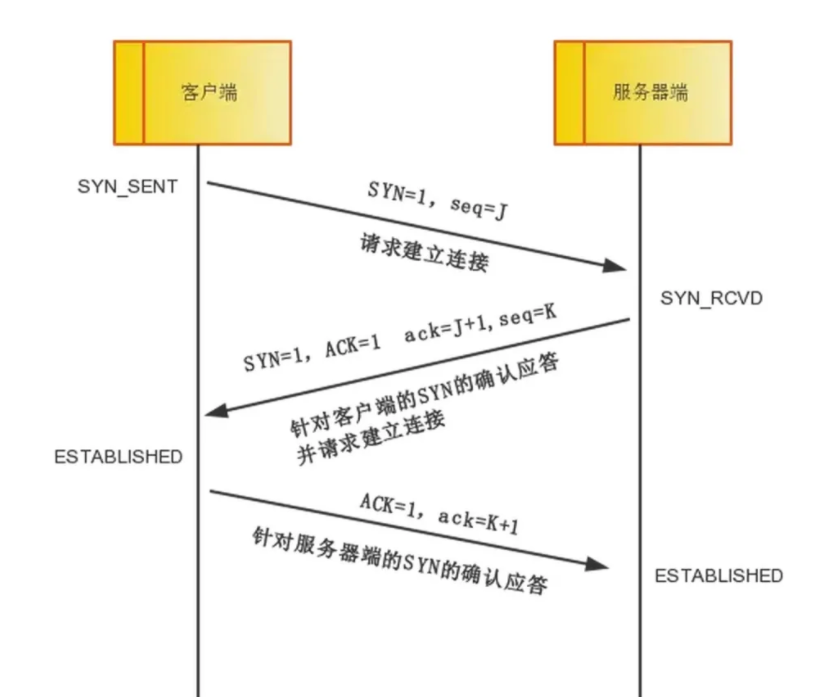 客户端
服务器端
SYN_SENT
SYN=1, seq=J
请求建立连接
SYN_RCVD
SYN=1, ACK=1 ack=J+1,seq=K
针对客户端的SYN的确认应答
并请求建立连接
ESTABLISHED
ACK=1, ack=K+1
针对服务器端的SYN的确认应答
ESTABLISHED